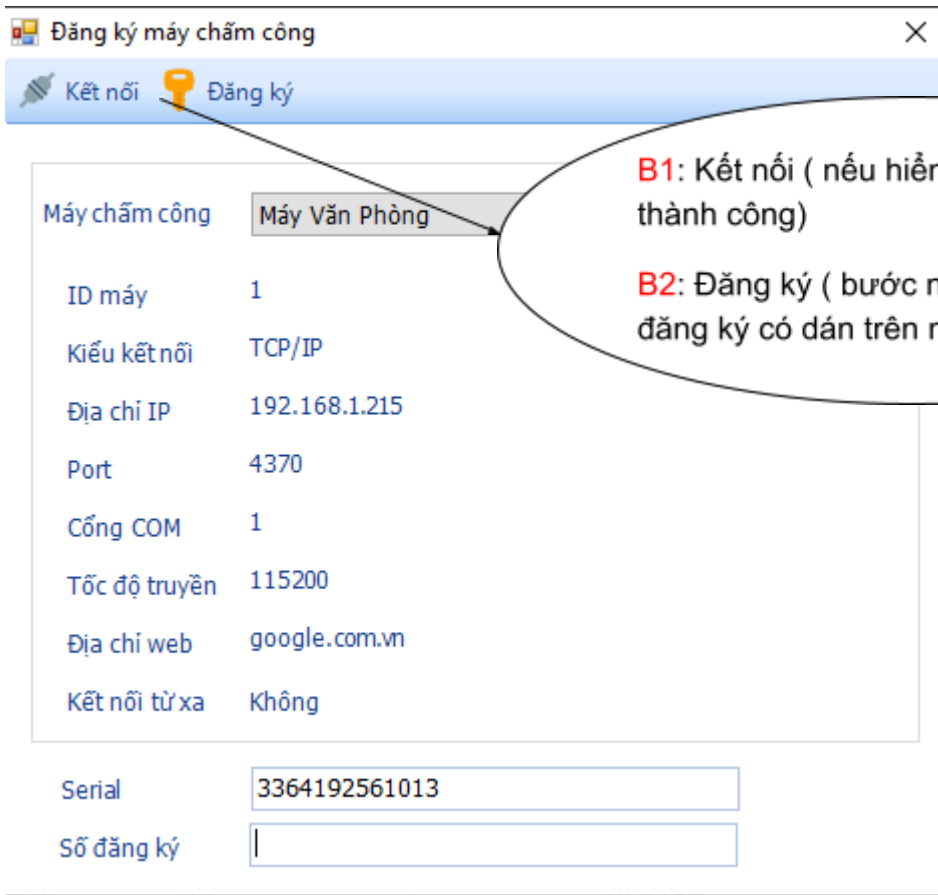 Đăng ký máy chấm công
Kết nối Đăng ký
B1: Kết nối ( nếu hiển
thành công)
B2: Đăng ký ( bước
đăng ký có dán trên
Máy chấm công Máy Văn Phòng
ID máy 1
Kiểu kết nối TCP/IP
Địa chỉ IP 192.168.1.215
Port 4370
Cổng COM 1
Tốc độ truyền 115200
Địa chỉ web google.com.vn
Kết nối từ xa Không
Serial 3364192561013
Số đăng ký